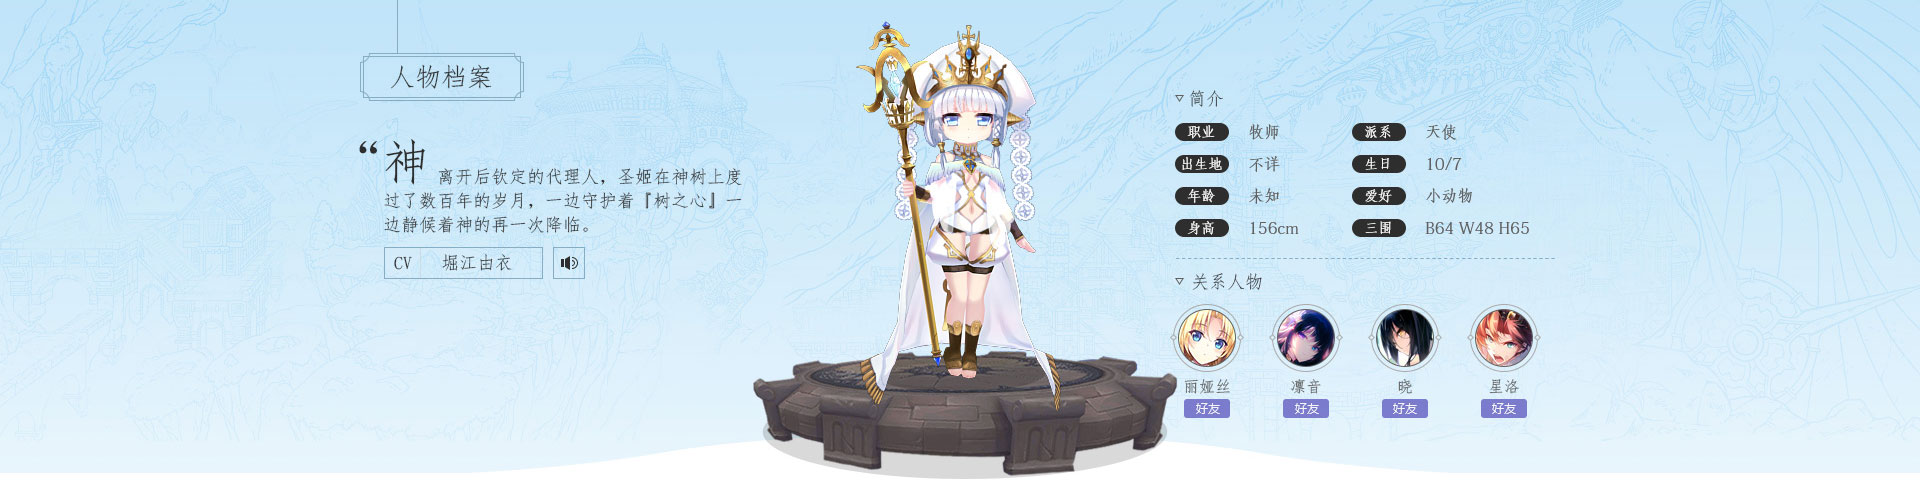 人物档案
“神
离开后钦定的代理人，圣姬在神树上度
过了数百年的岁月，一边守护着『树之心』一
边静候着神的再一次降临。
CV 堀江由衣
简介
职业 牧师 派系 天使
出生地 不详 生日 10/7
年龄 未知 爱好 小动物
身高 156cm 三围 B64 W48 H65
关系人物
丽娅丝 凛音 晓 星洛
好友 好友 好友 好友